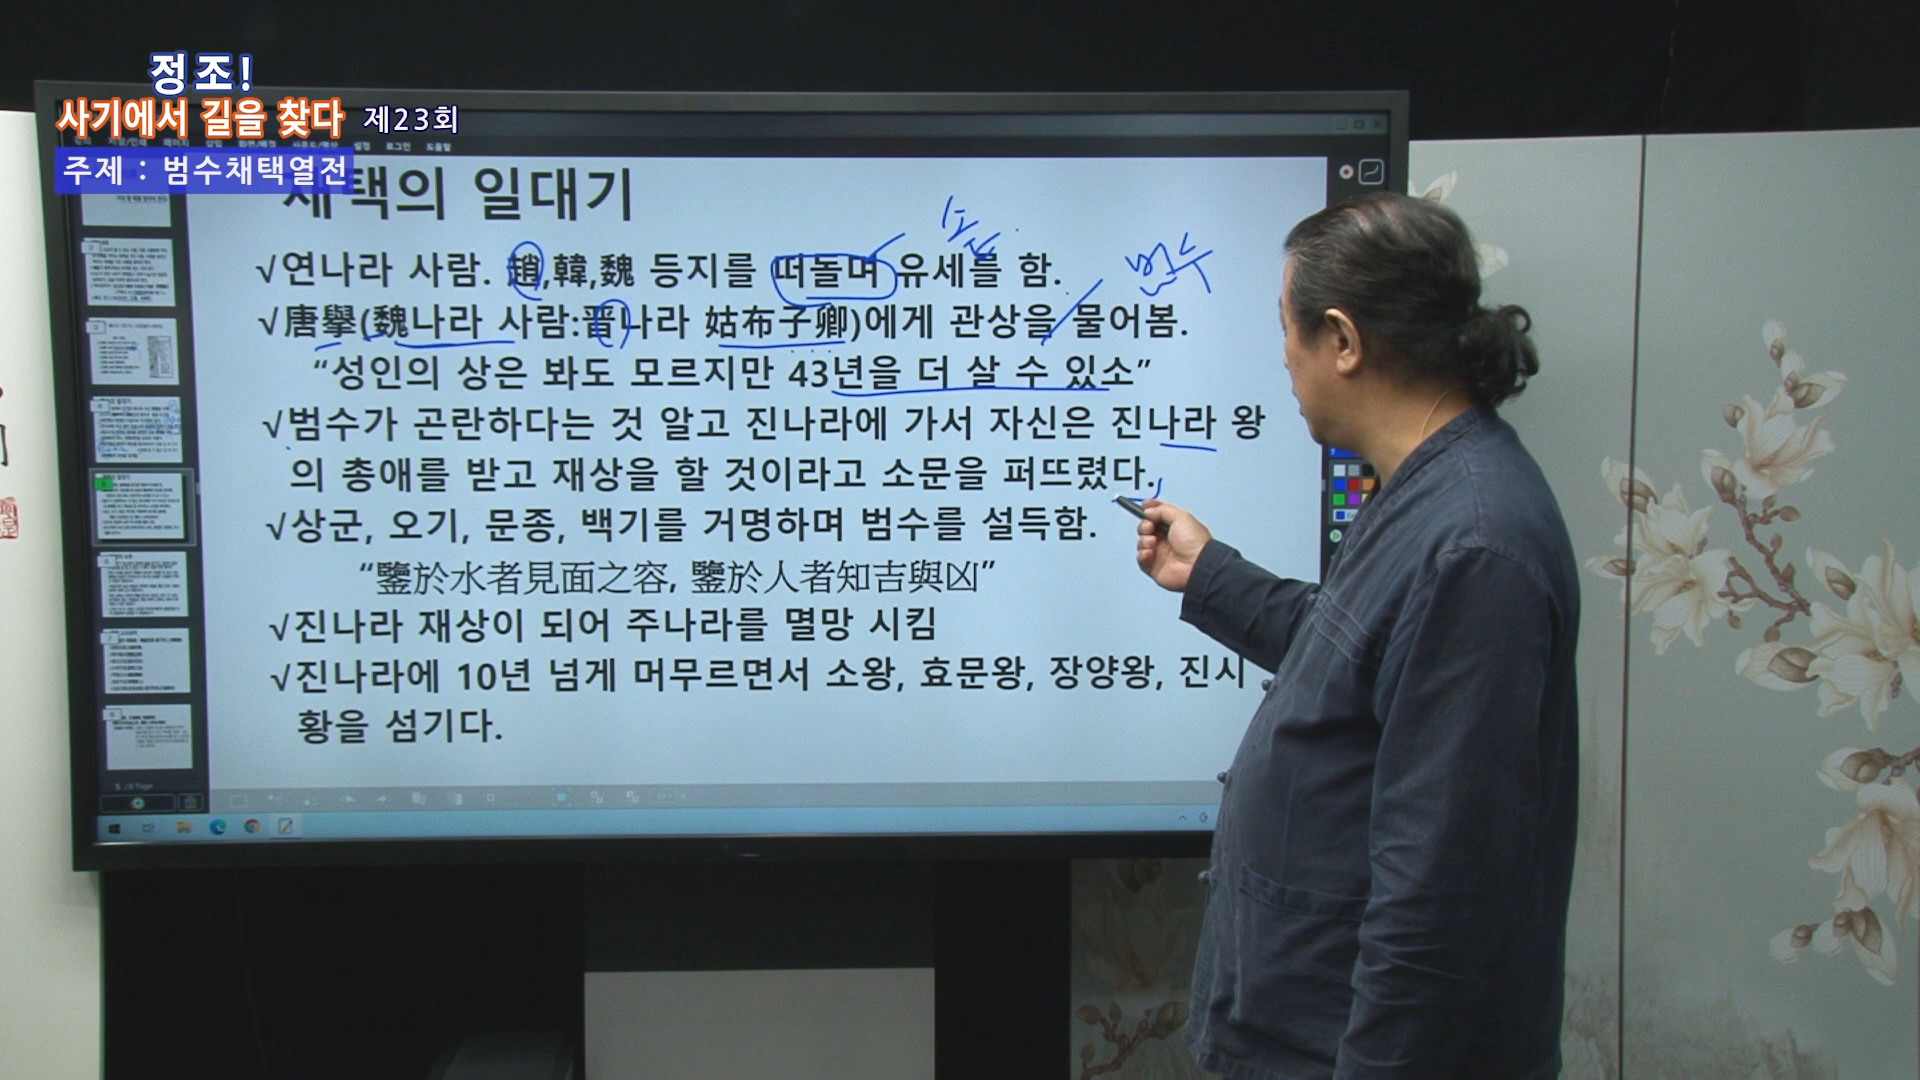 정조!
사기에서 길을 찾다 제23회
주제 : 범수채택열전
채택의 일대기
√연나라 사람. 趙,韓,魏 등지를 떠돌며 유세를 함.
√唐擧(魏나라 사람:晋나라 姑布子卿)에게 관상을 물어봄.
“성인의 상은 봐도 모르지만 43년을 더 살 수 있소”
√범수가 곤란하다는 것 알고 진나라에 가서 자신은 진나라 왕
의 총애를 받고 재상을 할 것이라고 소문을 퍼뜨렸다.
√상군, 오기, 문종, 백기를 거명하며 범수를 설득함.
“鑒於水者見面之容, 鑒於人者知吉與凶”
√진나라 재상이 되어 주나라를 멸망 시킴
√진나라에 10년 넘게 머무르면서 소왕, 효문왕, 장양왕, 진시
황을 섬기다.
범수
로그인 도움말